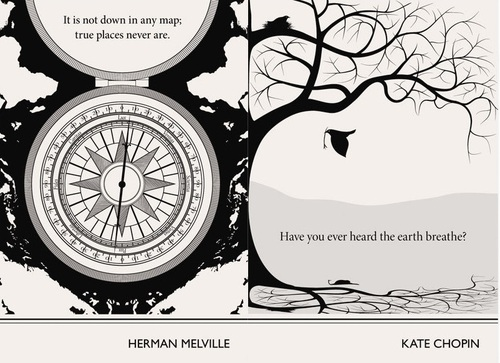 It is not down in any map;
true places never are.
Have you ever heard the earth breathe?
HERMAN MELVILLE
KATE CHOPIN